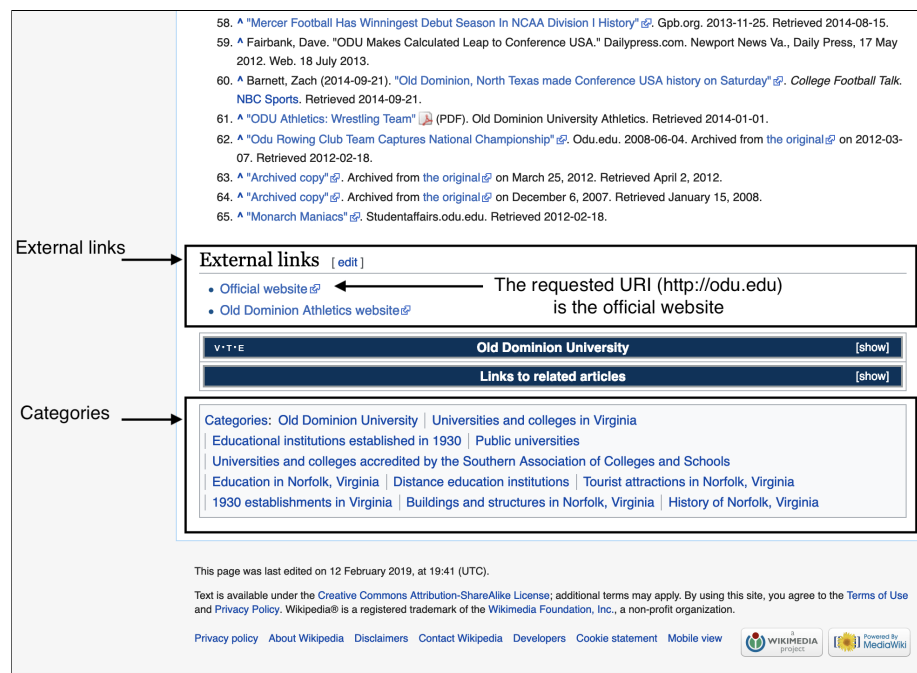 58. ^ "Mercer Football Has Winningest Debut Season In NCAA Division I History". Gpb.org. 2013-11-25. Retrieved 2014-08-15.
59. ^ Fairbank, Dave. "ODU Makes Calculated Leap to Conference USA." Dailypress.com. Newport News Va., Daily Press, 17 May
2012. Web. 18 July 2013.
60. ^ Barnett, Zach (2014-09-21). "Old Dominion, North Texas made Conference USA history on Saturday". College Football Talk.
NBC Sports. Retrieved 2014-09-21.
61. ^ "ODU Athletics: Wrestling Team" (PDF). Old Dominion University Athletics. Retrieved 2014-01-01.
62. ^ "Odu Rowing Club Team Captures National Championship". Odu.edu. 2008-06-04. Archived from the original on 2012-03-
07. Retrieved 2012-02-18.
63. ^ "Archived copy". Archived from the original on March 25, 2012. Retrieved April 2, 2012.
64. ^ "Archived copy". Archived from the original on December 6, 2007. Retrieved January 15, 2008.
65. ^ "Monarch Maniacs". Studentaffairs.odu.edu. Retrieved 2012-02-18.
External links
External links [ edit ]
• Official website
The requested URI (http://odu.edu)
is the official website
• Old Dominion Athletics website
V·T·E Old Dominion University [show]
Links to related articles [show]
Categories
Categories: Old Dominion University | Universities and colleges in Virginia
| Educational institutions established in 1930 | Public universities
| Universities and colleges accredited by the Southern Association of Colleges and Schools
| Education in Norfolk, Virginia | Distance education institutions | Tourist attractions in Norfolk, Virginia
| 1930 establishments in Virginia | Buildings and structures in Norfolk, Virginia | History of Norfolk, Virginia
This page was last edited on 12 February 2019, at 19:41 (UTC).
Text is available under the Creative Commons Attribution-ShareAlike License; additional terms may apply. By using this site, you agree to the Terms of Use
and Privacy Policy. Wikipedia® is a registered trademark of the Wikimedia Foundation, Inc., a non-profit organization.
Privacy policy About Wikipedia Disclaimers Contact Wikipedia Developers Cookie statement Mobile view
a
WIKIMEDIA
project
Powered By
MediaWiki